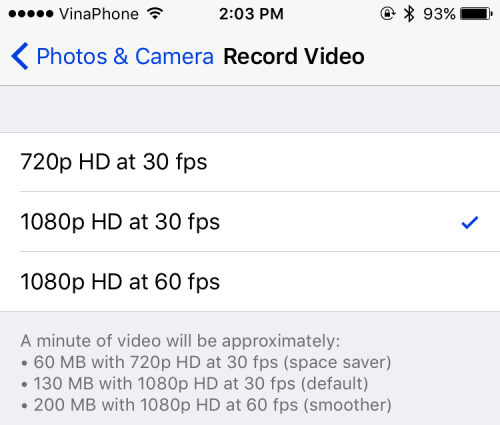 VinaPhone 2:03 PM 93%
Photos & Camera Record Video
720p HD at 30 fps
1080p HD at 30 fps
1080p HD at 60 fps
A minute of video will be approximately:
• 60 MB with 720p HD at 30 fps (space saver)
• 130 MB with 1080p HD at 30 fps (default)
• 200 MB with 1080p HD at 60 fps (smoother)